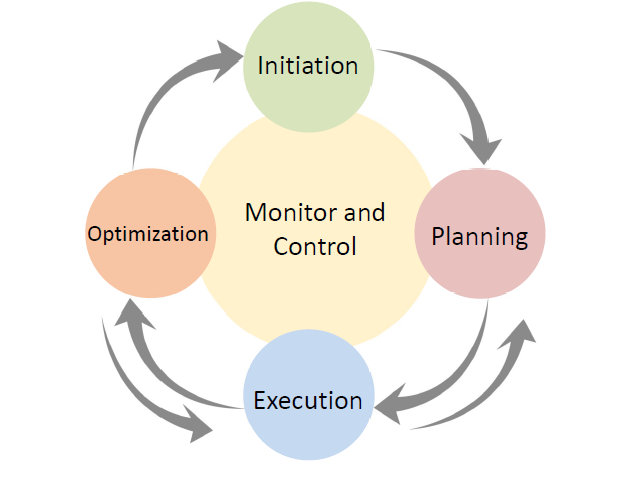 Initiation
Monitor and
Control
Optimization
Planning
Execution